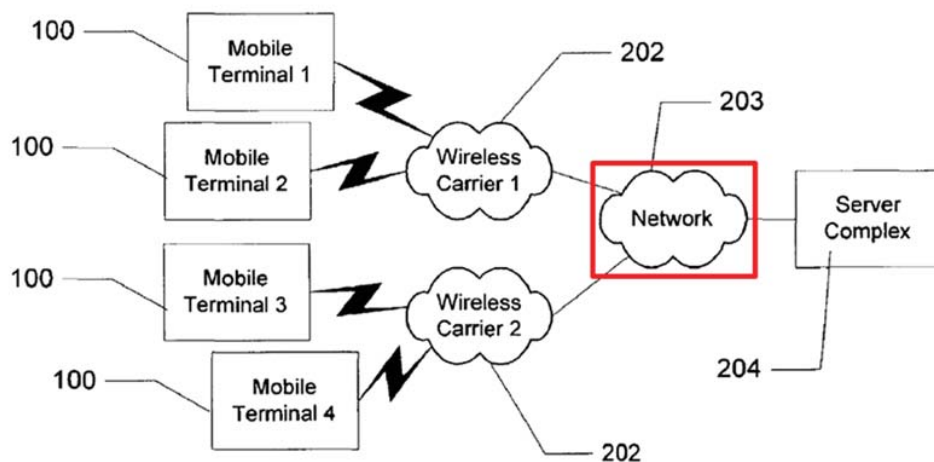 100
Mobile
Terminal 1
202
203
100
Mobile
Terminal 2
Wireless
Carrier 1
Network
Server
Complex
100
Mobile
Terminal 3
Wireless
Carrier 2
204
100
Mobile
Terminal 4
202